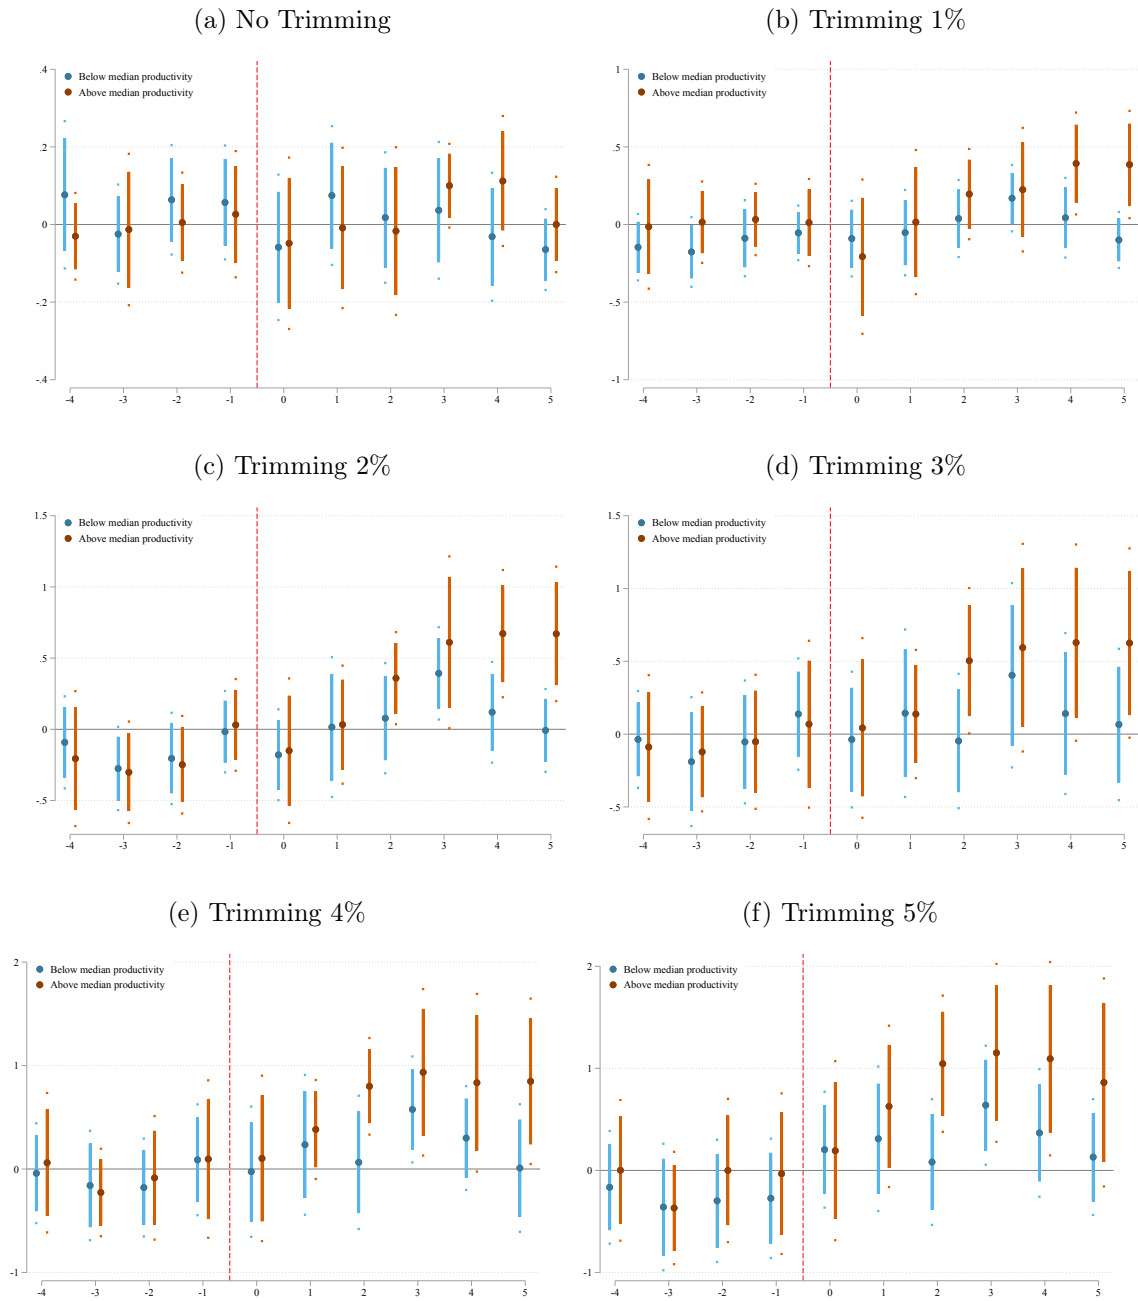 (a) No Trimming
.4
.2
0
-.2
-.4
Below median productivity
Above median productivity
-4 -3 -2 -1 0 1 2 3 4 5
(b) Trimming 1%
1
.5
0
-.5
-1
Below median productivity
Above median productivity
-4 -3 -2 -1 0 1 2 3 4 5
(c) Trimming 2%
1.5
1
.5
0
-.5
Below median productivity
Above median productivity
-4 -3 -2 -1 0 1 2 3 4 5
(d) Trimming 3%
1.5
1
.5
0
-.5
Below median productivity
Above median productivity
-4 -3 -2 -1 0 1 2 3 4 5
(e) Trimming 4%
2
1
0
-1
Below median productivity
Above median productivity
-4 -3 -2 -1 0 1 2 3 4 5
(f) Trimming 5%
2
1
0
-1
Below median productivity
Above median productivity
-4 -3 -2 -1 0 1 2 3 4 5